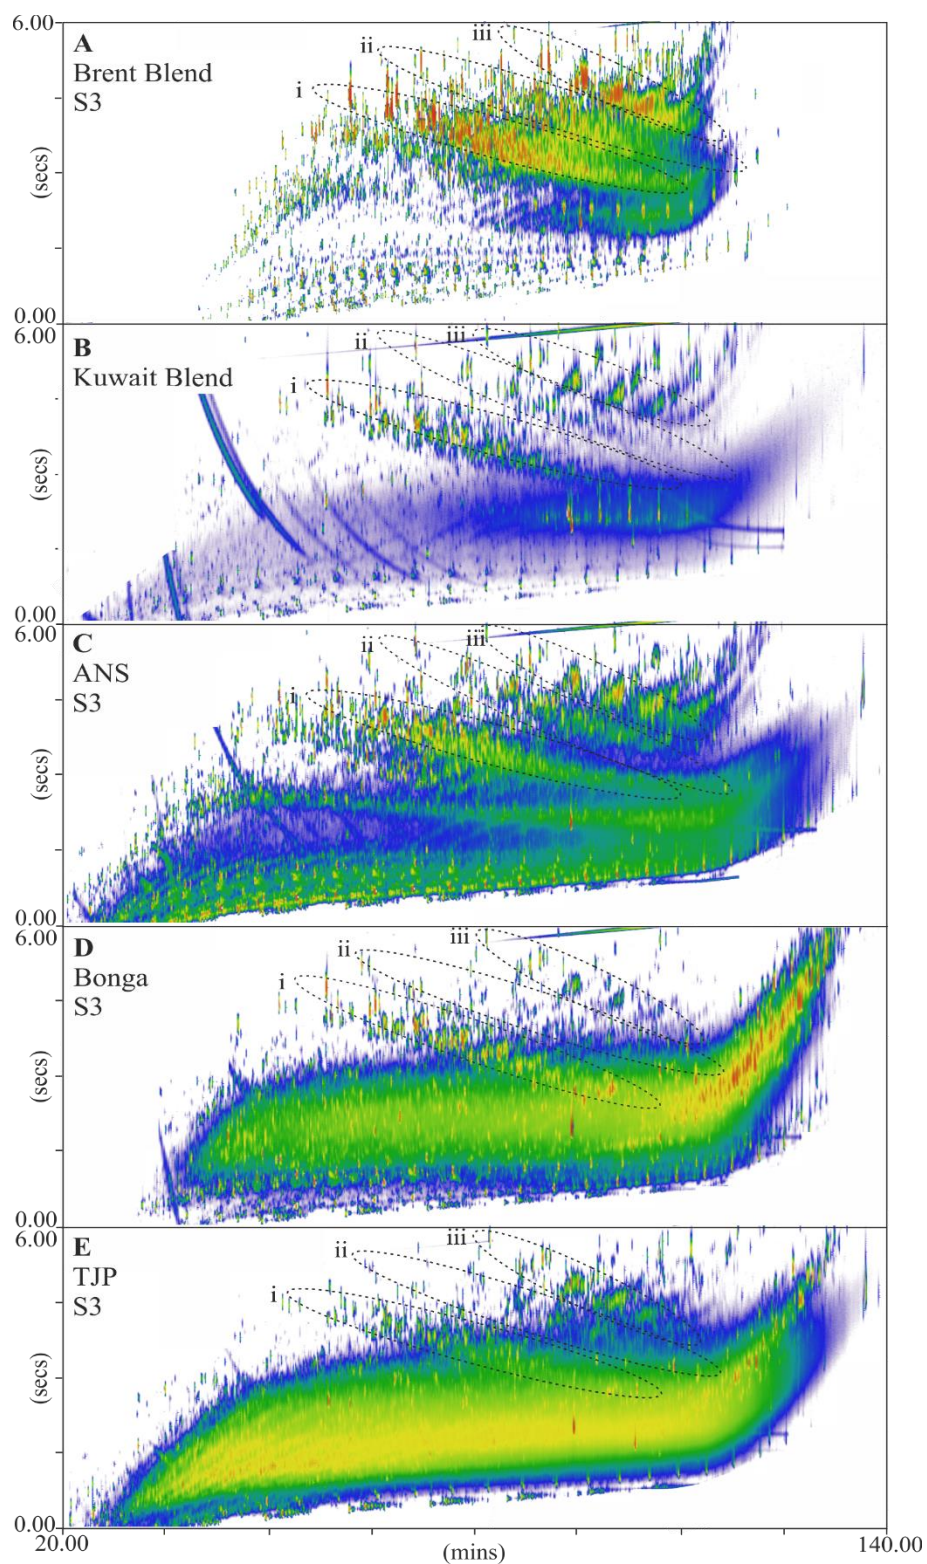 6.00
A
Brent Blend
S3
i
ii
iii
(secs)
0.00
6.00
B
Kuwait Blend
i
ii
iii
(secs)
0.00
6.00
C
ANS
S3
i
ii
iii
(secs)
0.00
6.00
D
Bonga
S3
i
ii
iii
(secs)
0.00
6.00
E
TJP
S3
i
ii
iii
(secs)
0.00
20.00
(mins)
140.00